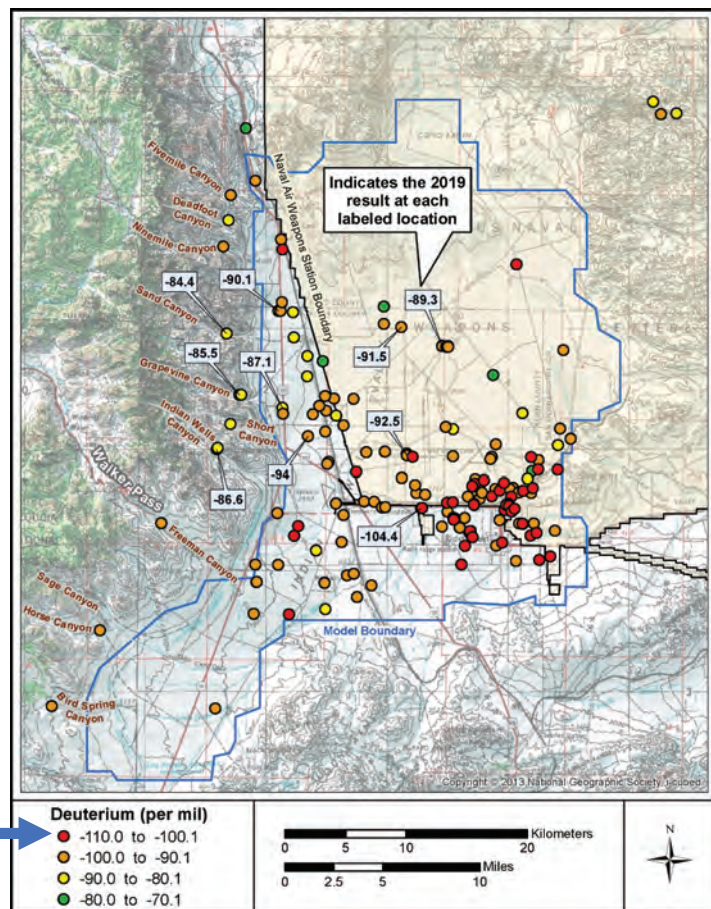 Fivemile Canyon
Deadfoot
Canyon
Ninemile Canyon
Naval Air Weapons Station Boundary
Indicates the 2019
result at each
labeled location
-84.4
-90.1
-89.3
Sand Canyon
-91.5
-85.5
-87.1
Grapevine Canyon
Indian Wells
Canyon
Short
Canyon
-92.5
-94
-86.6
Walker Pass
-104.4
Freeman Canyon
Sage Canyon
Horse Canyon
Model Boundary
Bird Spring
Canyon
Copyright © 2013 National Geographic Society, i-cubed
Deuterium (per mil)
-110.0 to -100.1
-100.0 to -90.1
-90.0 to -80.1
-80.0 to -70.1
Kilometers
0 5 10 20
Miles
0 2.5 5 10
N